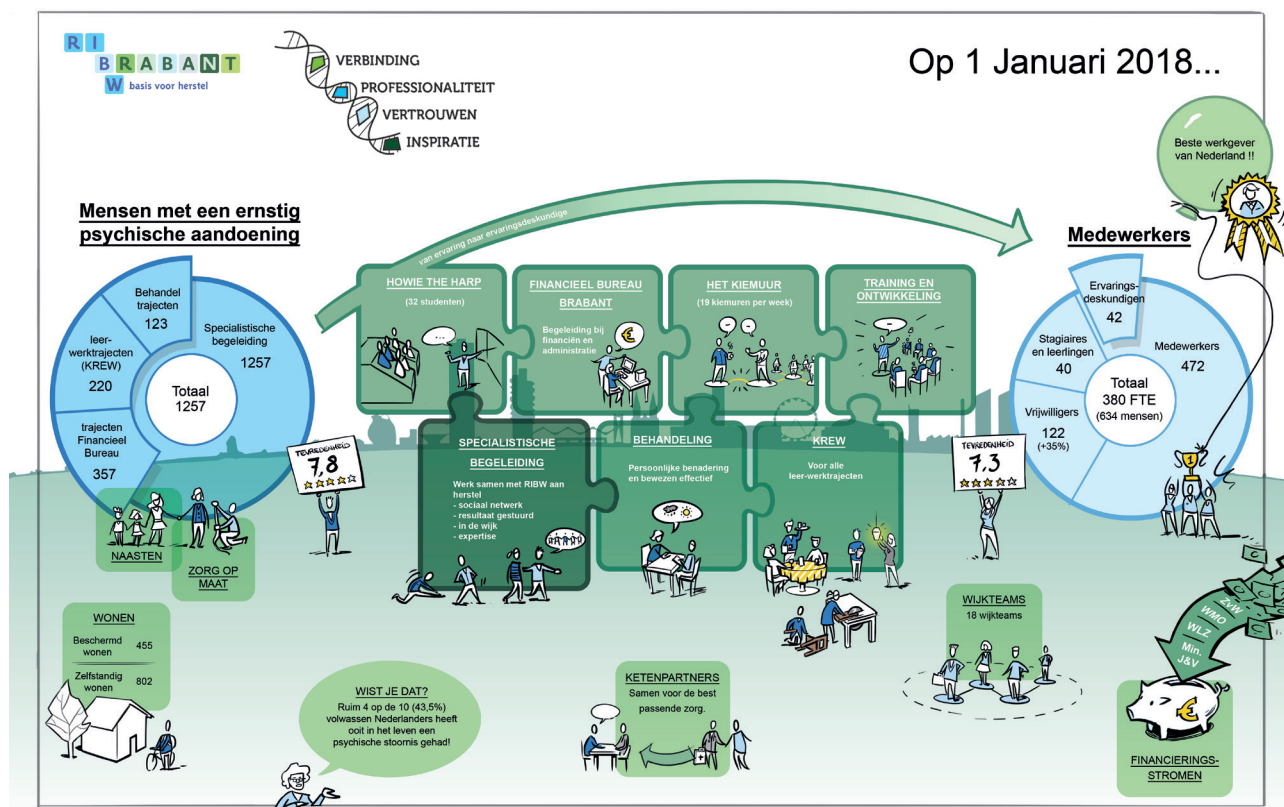 RI
BRABANT
W basis voor herstel
VERBINDING
PROFESSIONALITEIT
VERTROUWEN
INSPIRATIE
Op 1 Januari 2018...
Beste werkgever
van Nederland !!
Mensen met een ernstig
psychische aandoening
Behandel
trajecten
123
Specialistische
begeleiding
1257
leer-
werktrajecten
(KREW)
220
Totaal
1257
trajecten
Financieel
Bureau
357
TEVREDENHEID
7,8
NAASTEN
ZORG OP
MAAT
van ervaring naar ervaringsdeskundige
HOWIE THE HARP
(32 studenten)
...
FINANCIEEL BUREAU
BRABANT
Begeleiding bij
financiën en
administratie
€
HET KIEMUUR
(19 kiemuren per week)
TRAINING EN
ONTWIKKELING
SPECIALISTISCHE
BEGELEIDING
Werk samen met RIBW aan
herstel
- sociaal netwerk
- resultaat gestuurd
- in de wijk
- expertise
BEHANDELING
Persoonlijke benadering
en bewezen effectief
KREW
Voor alle
leer-werktrajecten
Medewerkers
Ervarings-
deskundigen
42
Stagiaires
en leerlingen
40
Medewerkers
472
Totaal
380 FTE
(634 mensen)
Vrijwilligers
122
(+35%)
TEVREDENHEID
7.3
1
WONEN
Beschermd
wonen 455
Zelfstandig
wonen 802
WIST JE DAT?
Ruim 4 op de 10 (43,5%)
volwassen Nederlanders heeft
ooit in het leven een
psychische stoornis gehad!
KETENPARTNERS
Samen voor de best
passende zorg.
WIJKTEAMS
18 wijkteams
ZvW
WMO
WLZ
Min.
J&V
€
FINANCIERINGS-
STROMEN